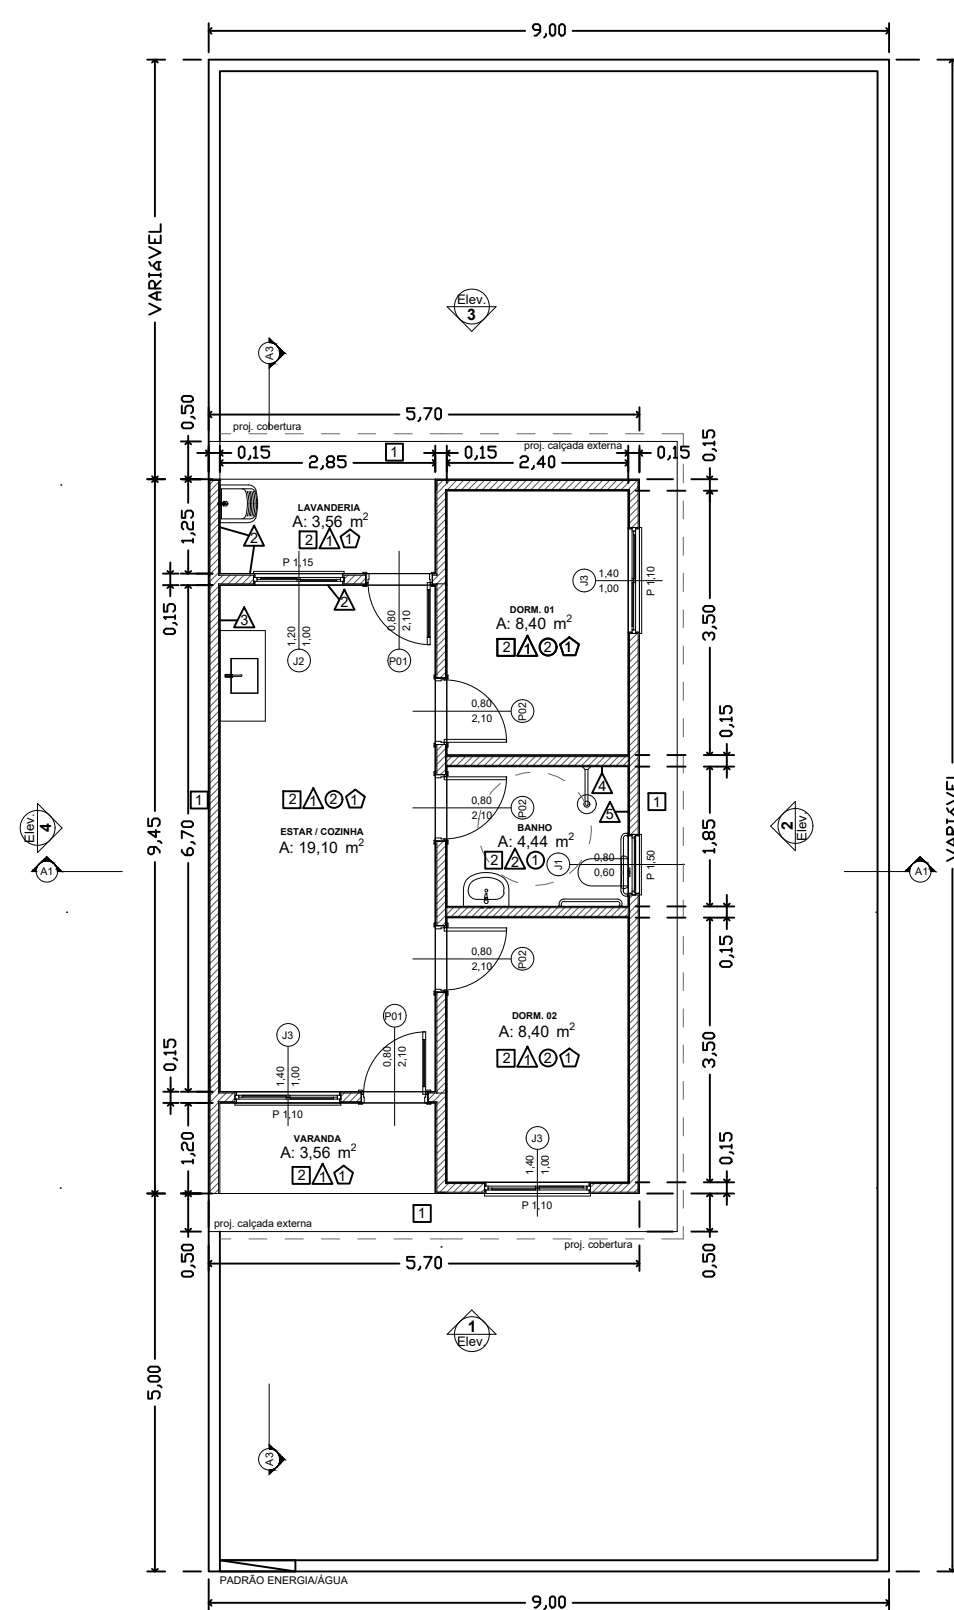 9,00
VARIÁVEL
Elev.
3
A3
0,50
5,70
proj. cobertura
proj. calçada externa
0,15
1
0,15
0,15
0,15
2,85
2,40
LAVANDERIA
A: 3,56 m²
2 1 1
1,25
2
P 1,15
J3
1,40
1,00
P 1,10
0,15
3
2
0,80
2,10
DORM. 01
A: 8,40 m²
2 1 2 1
3,50
1,20
1,00
J2
P01
0,80
2,10
P02
0,15
VARIÁVEL
4
Elev.
1
9,45
6,70
2 1 2 1
ESTAR / COZINHA
A: 19,10 m²
0,80
2,10
P02
4
5
1
BANHO
A: 4,44 m²
2 2 1
1,85
2
Elev.
A1
J1
0,80
0,60
P 1,50
A1
0,15
0,80
2,10
P02
DORM. 02
A: 8,40 m²
2 1 2 1
3,50
P01
J3
0,80
2,10
0,15
1,40
1,00
P 1,10
VARANDA
A: 3,56 m²
2 1 1
1,20
J3
1,40
1,00
0,15
P 1,10
proj. calçada externa
1
proj. cobertura
0,50
5,70
0,50
1
Elev.
5,00
A3
PADRÃO ENERGIA/ÁGUA
9,00